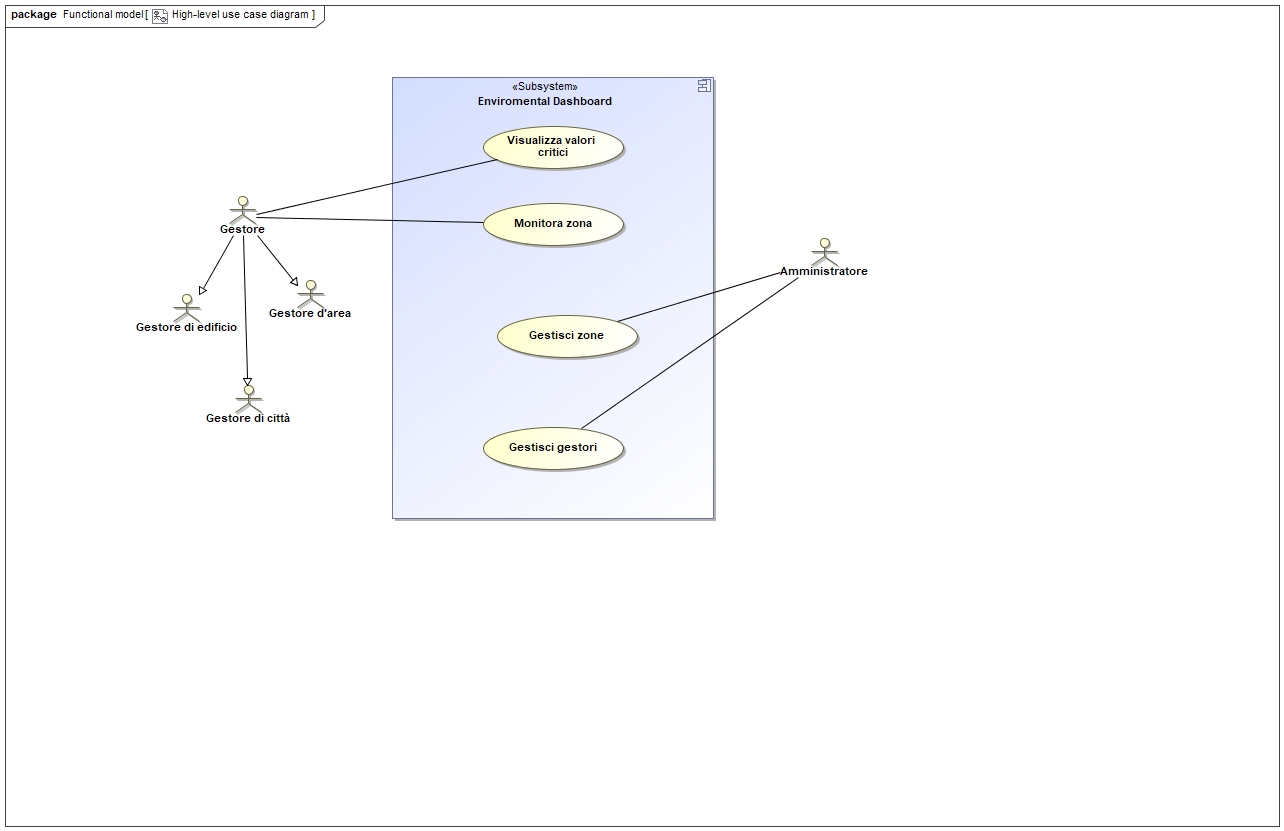 package Functional model[ High-level use case diagram ]
«Subsystem»
Enviromental Dashboard
Visualizza valori
critici
Monitora zona
Gestore
Amministratore
Gestore d'area
Gestore di edificio
Gestisci zone
Gestore di città
Gestisci gestori